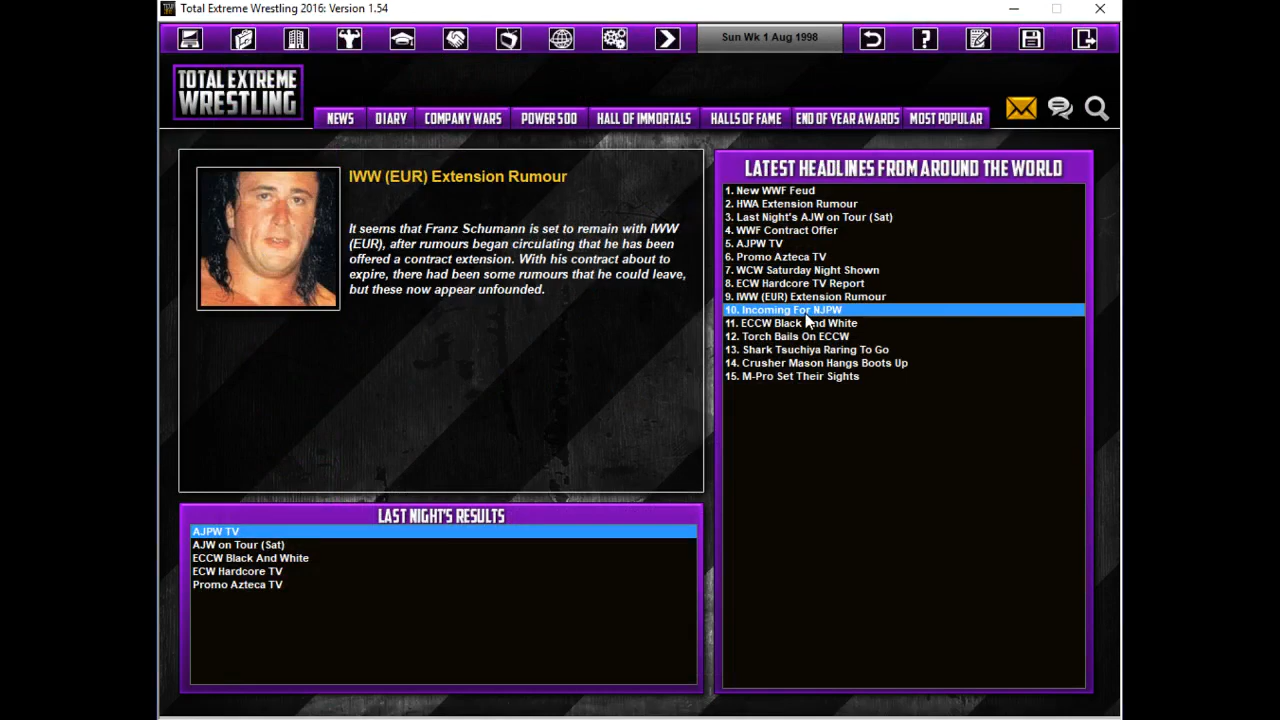 Total Extreme Wrestling 2016: Version 1.54
Sun Wk 1 Aug 1998
TOTAL EXTREME
WRESTLING
NEWS
DIARY
COMPANY WARS
POWER 500
HALL OF IMMORTALS
HALLS OF FAME
END OF YEAR AWARDS
MOST POPULAR
IWW (EUR) Extension Rumour
It seems that Franz Schumann is set to remain with IWW
(EUR), after rumours began circulating that he has been
offered a contract extension. With his contract about to
expire, there had been some rumours that he could leave,
but these now appear unfounded.
LAST NIGHT'S RESULTS
AJPW TV
AJW on Tour (Sat)
ECCW Black And White
ECW Hardcore TV
Promo Azteca TV
LATEST HEADLINES FROM AROUND THE WORLD
1. New WWF Feud
2. HWA Extension Rumour
3. Last Night's AJW on Tour (Sat)
4. WWF Contract Offer
5. AJPW TV
6. Promo Azteca TV
7. WCW Saturday Night Shown
8. ECW Hardcore TV Report
9. IWW (EUR) Extension Rumour
10. Incoming For NJPW
11. ECCW Black And White
12. Torch Bails On ECCW
13. Shark Tsuchiya Raring To Go
14. Crusher Mason Hangs Boots Up
15. M-Pro Set Their Sights